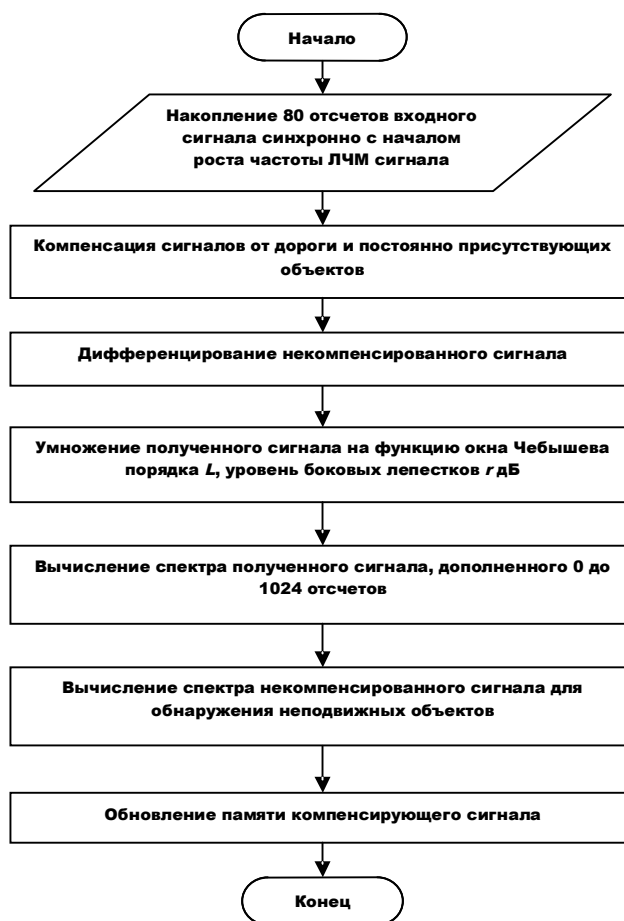 Начало
Накопление 80 отсчетов входного
сигнала синхронно с началом
роста частоты ЛЧМ сигнала
Компенсация сигналов от дороги и постоянно присутствующих
объектов
Дифференцирование некомпенсированного сигнала
Умножение полученного сигнала на функцию окна Чебышева
порядка L, уровень боковых лепестков r дБ
Вычисление спектра полученного сигнала, дополненного 0 до
1024 отсчетов
Вычисление спектра некомпенсированного сигнала для
обнаружения неподвижных объектов
Обновление памяти компенсирующего сигнала
Конец